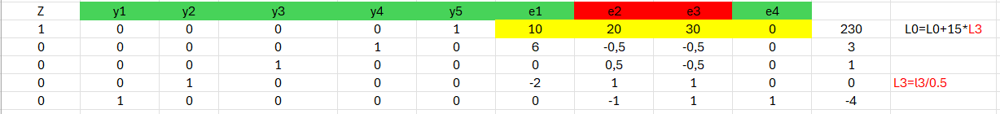 Z y1 y2 y3 y4 y5 e1 e2 e3 e4
1 0 0 0 0 1 10 20 30 0 230 L0=L0+15*L3
0 0 0 0 1 0 6 -0,5 -0,5 0 3
0 0 0 1 0 0 0 0,5 -0,5 0 1
0 0 1 0 0 0 -2 1 1 0 0 L3=l3/0.5
0 1 0 0 0 0 0 -1 1 1 -4